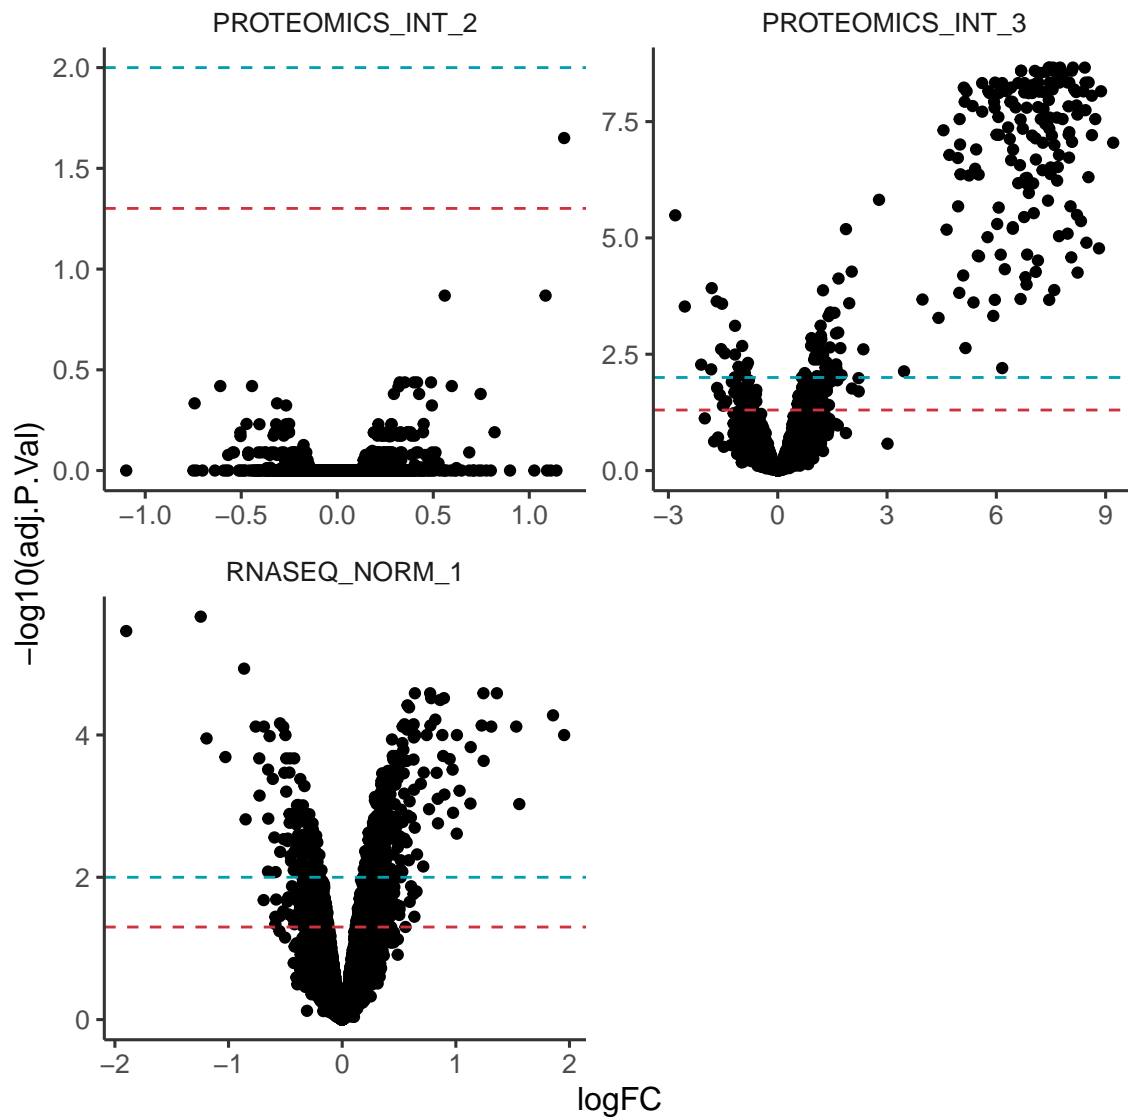 PROTEOMICS_INT_2
PROTEOMICS_INT_3
2.0
1.5
1.0
0.5
0.0
−1.0 −0.5 0.0 0.5 1.0
7.5
5.0
2.5
0.0
−3 0 3 6 9
RNASEQ_NORM_1
4
2
0
−2 −1 0 1 2
−log10(adj.P.Val)
logFC